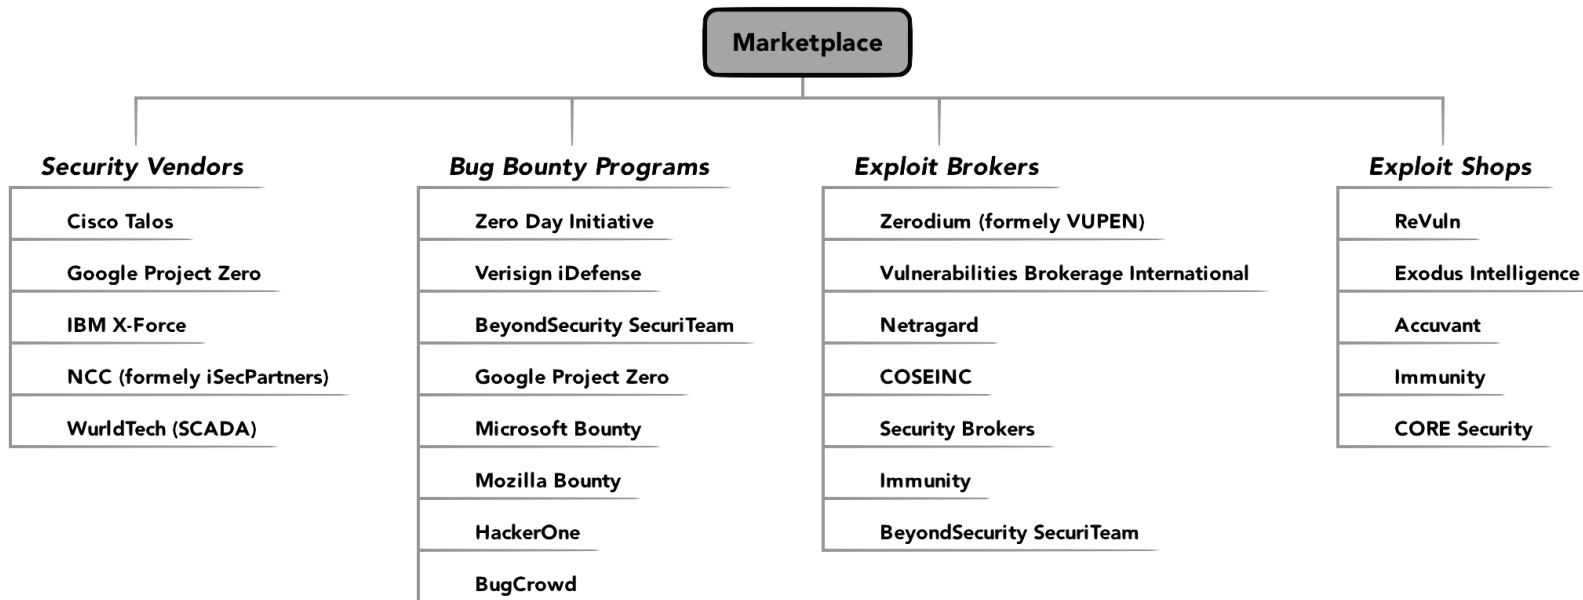 Marketplace
Security Vendors
Cisco Talos
Google Project Zero
IBM X-Force
NCC (formely iSecPartners)
WurldTech (SCADA)
Bug Bounty Programs
Zero Day Initiative
Verisign iDefense
BeyondSecurity SecuriTeam
Google Project Zero
Microsoft Bounty
Mozilla Bounty
HackerOne
BugCrowd
Exploit Brokers
Zerodium (formely VUPEN)
Vulnerabilities Brokerage International
Netragard
COSEINC
Security Brokers
Immunity
BeyondSecurity SecuriTeam
Exploit Shops
ReVuln
Exodus Intelligence
Accuvant
Immunity
CORE Security